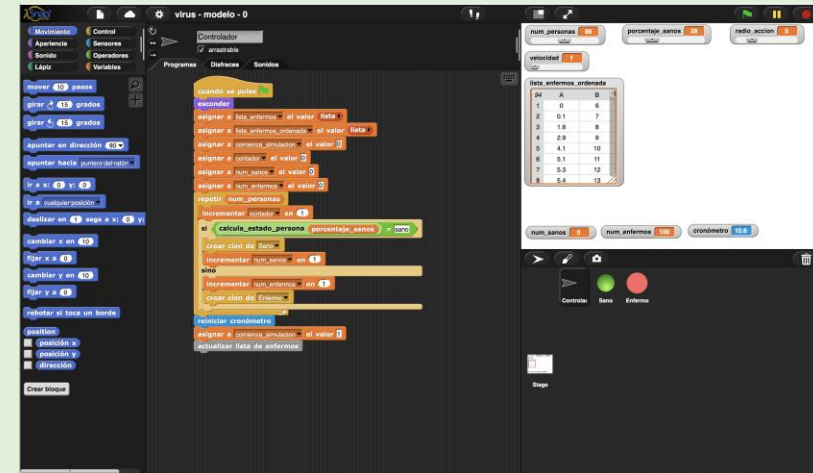 Snap!
virus - modelo - 0
Movimiento
Control
Apariencia
Sensores
Sonido
Operadores
Lápiz
Variables
mover 10 pasos
girar 15 grados
girar 15 grados
apuntar en dirección 90
apuntar hacia puntero del ratón
ir a x: 0 y: 0
ir a cualquier posición
deslizar en 1 segs a x: 0 y:
cambiar x en 10
fijar x a 0
cambiar y en 10
fijar y a 0
rebotar si toca un borde
position
posición x
posición y
dirección
Crear bloque
Controlador
arrastrable
Programas
Disfraces
Sonidos
cuando se pulse
esconder
asignar a lista_enfermos el valor lista
asignar a lista_enfermos_ordenada el valor lista
asignar a comienza_simulacion el valor 0
asignar a contador el valor 0
asignar a num_sanos el valor 0
asignar a num_enfermos el valor 0
repetir num_personas
incrementar contador en 1
si calcula_estado_persona porcentaje_sanos = sano
crear clon de Sano
incrementar num_sanos en 1
sino
incrementar num_enfermos en 1
crear clon de Enfermo
reiniciar cronómetro
asignar a comienza_simulacion el valor 1
actualizar lista de enfermos
num_personas
porcentaje_sanos
radio_accion
velocidad 1
lista_enfermos_ordenada
A B
1 0 6
2 0.1 7
3 1.6 8
4 2.9 9
5 4.1 10
6 5.1 11
7 5.3 12
8 5.4 13
num_sanos 0
num_enfermos 100
cronómetro 10.6
Controlac
Sano
Enfermo
Stage